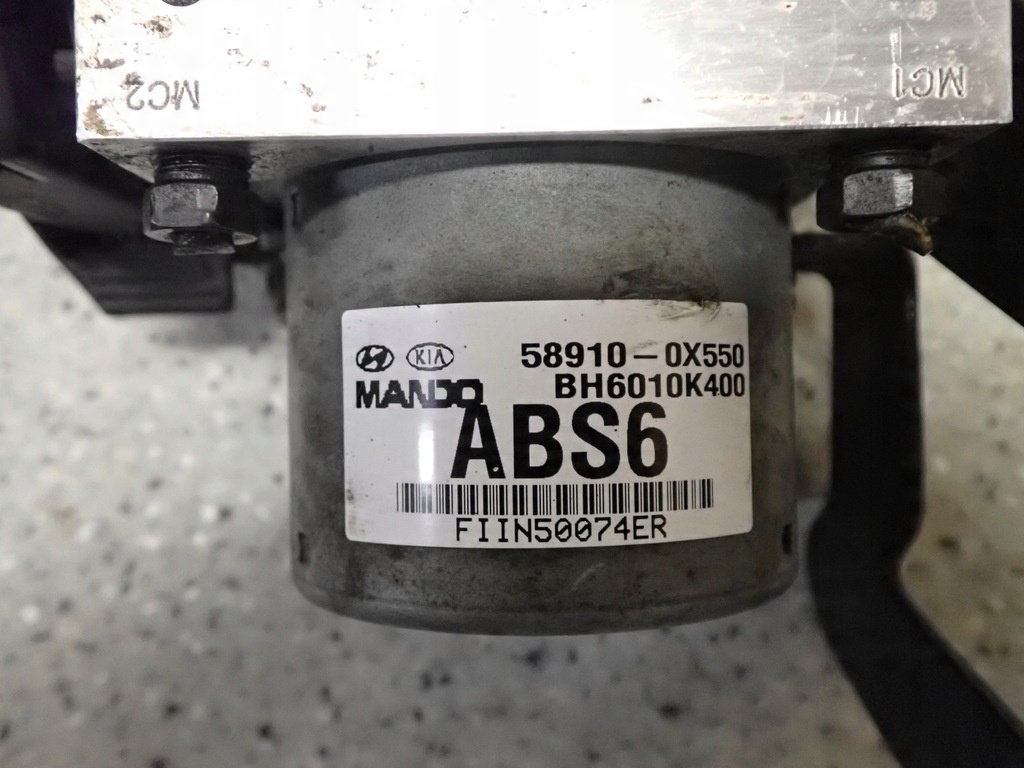 MC2 MC1
KIA 58910-0X550
MANDO BH6010K400
ABS6
FIIN50074ER